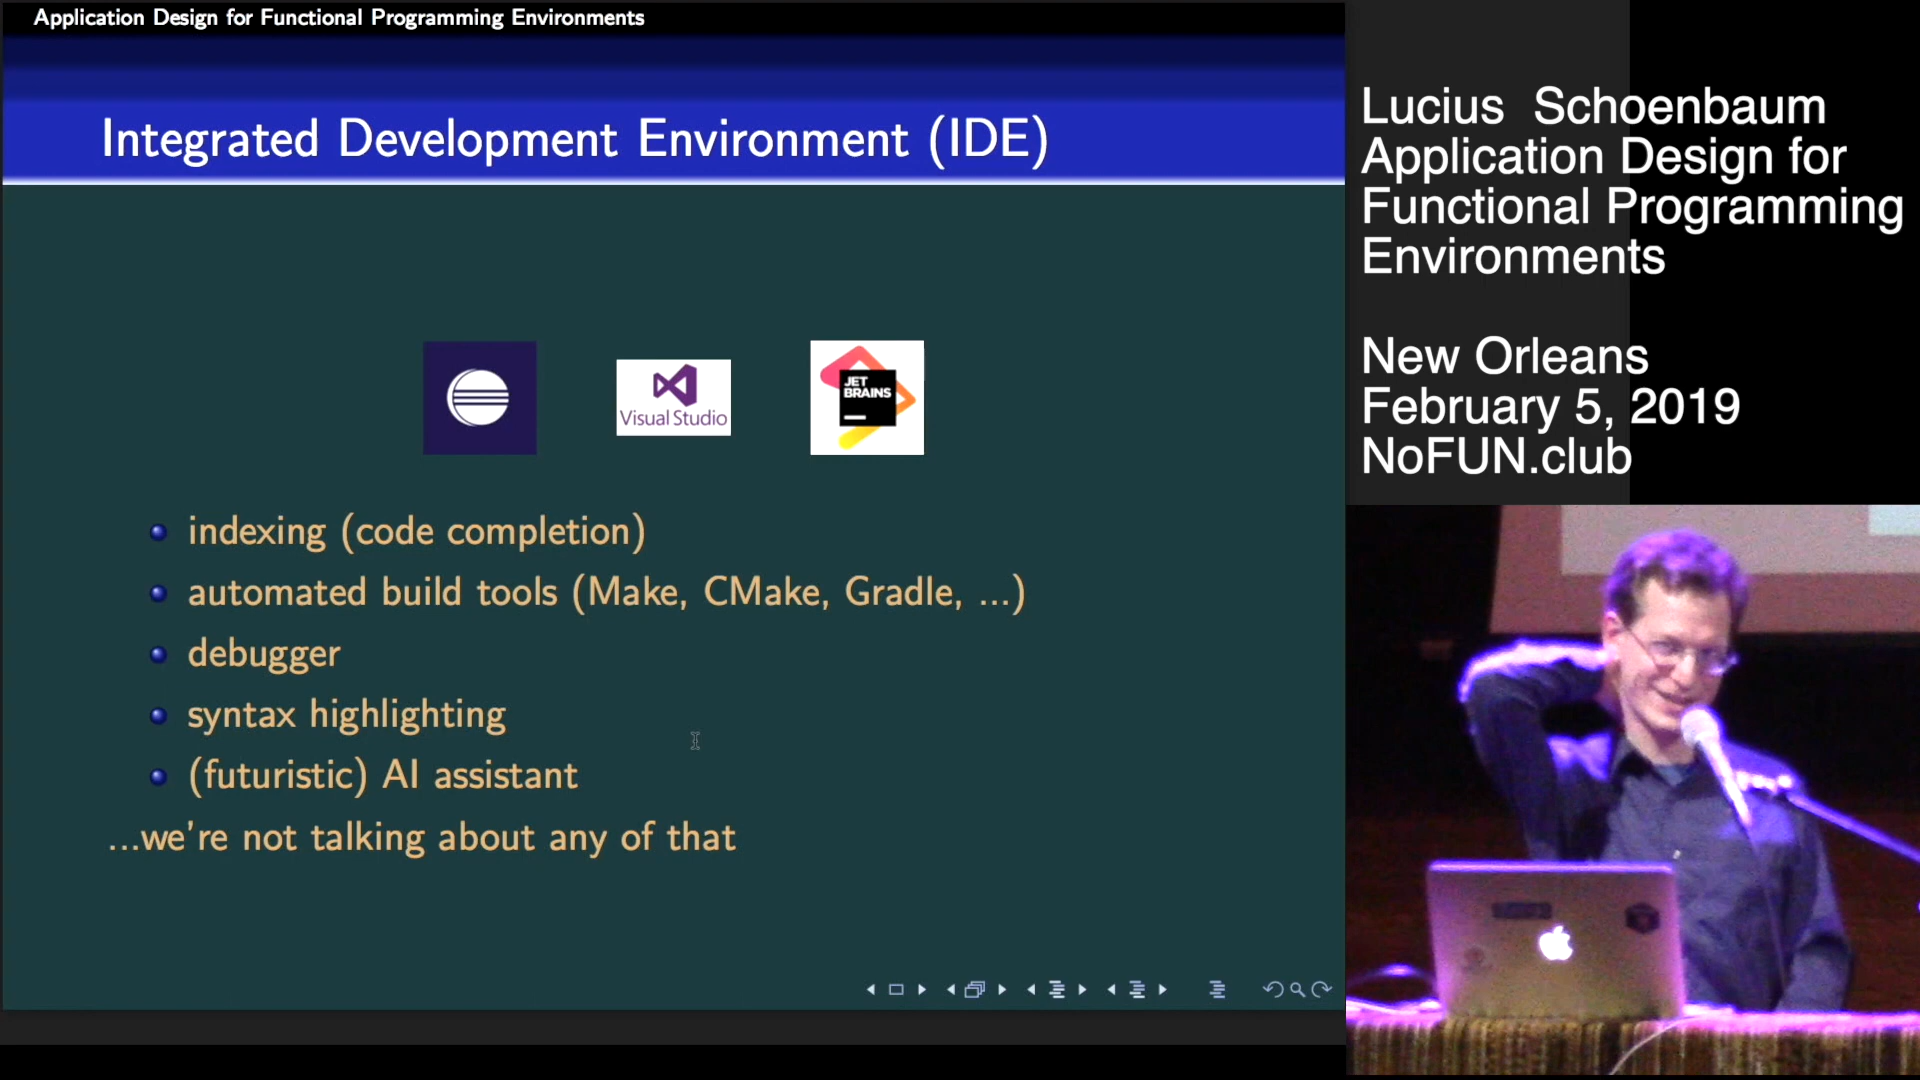 Application Design for Functional Programming Environments
Integrated Development Environment (IDE)
Visual Studio
JET
BRAINS
indexing (code completion)
automated build tools (Make, CMake, Gradle, ...)
debugger
syntax highlighting
(futuristic) AI assistant
...we're not talking about any of that
Lucius Schoenbaum
Application Design for
Functional Programming
Environments
New Orleans
February 5, 2019
NoFUN.club